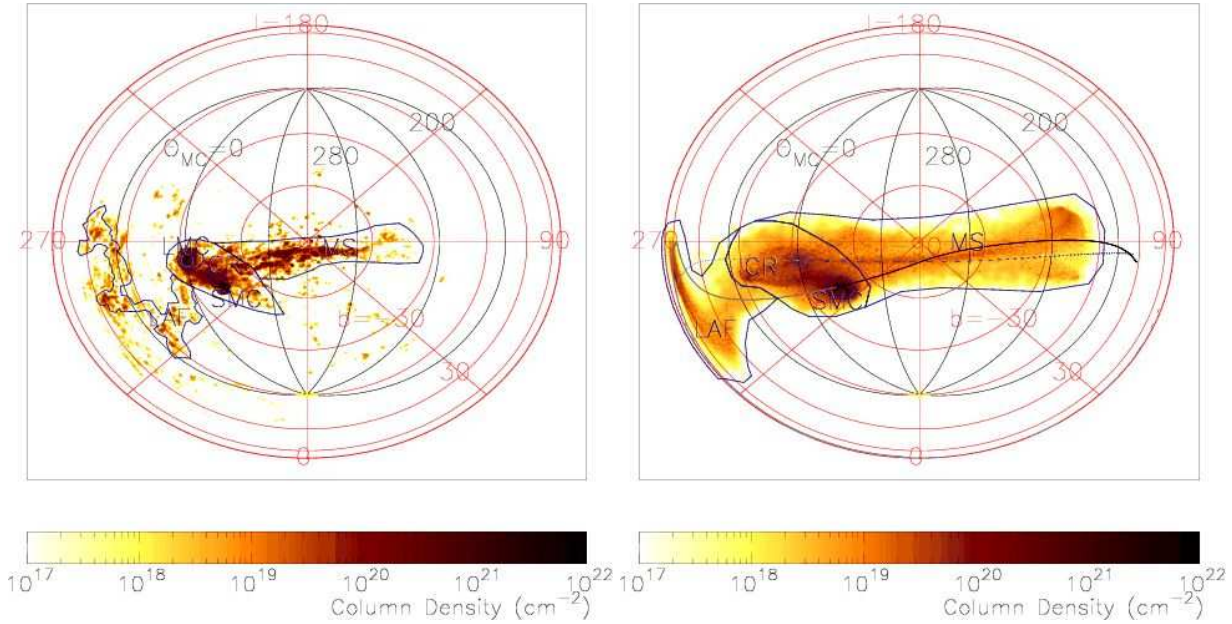 l=180
200
Θ_MC=0
280
270
LMC
MS
90
SMC
LAF
b=-30
30
0
10^17 10^18 10^19 10^20 10^21 10^22
Column Density (cm^-2)
l=180
200
Θ_MC=0
280
270
-90
MS
90
ICR
SMC
LAF
b=-30
30
0
10^17 10^18 10^19 10^20 10^21 10^22
Column Density (cm^-2)